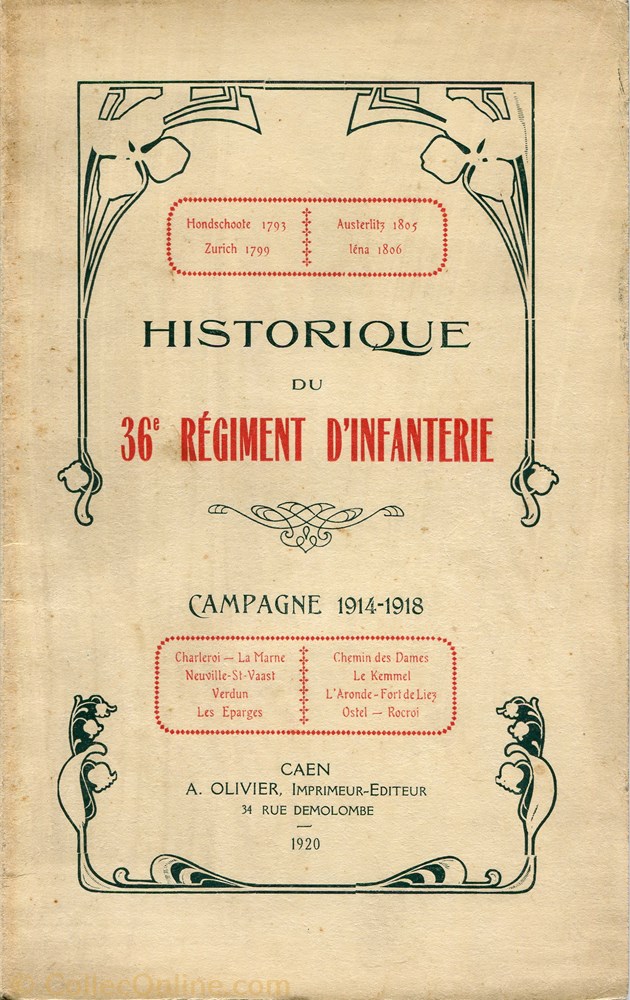 Hondschoote 1793
Zurich 1799
Austerlitz 1805
Iéna 1806
HISTORIQUE
DU
36e RÉGIMENT D'INFANTERIE
CAMPAGNE 1914-1918
Charleroi — La Marne
Neuville-St-Vaast
Verdun
Les Eparges
Chemin des Dames
Le Kemmel
L'Aronde - Fort de Liez
Ostel — Rocroi
CAEN
A. OLIVIER, IMPRIMEUR-EDITEUR
34 RUE DEMOLOMBE
1920
© CollecOnline.com